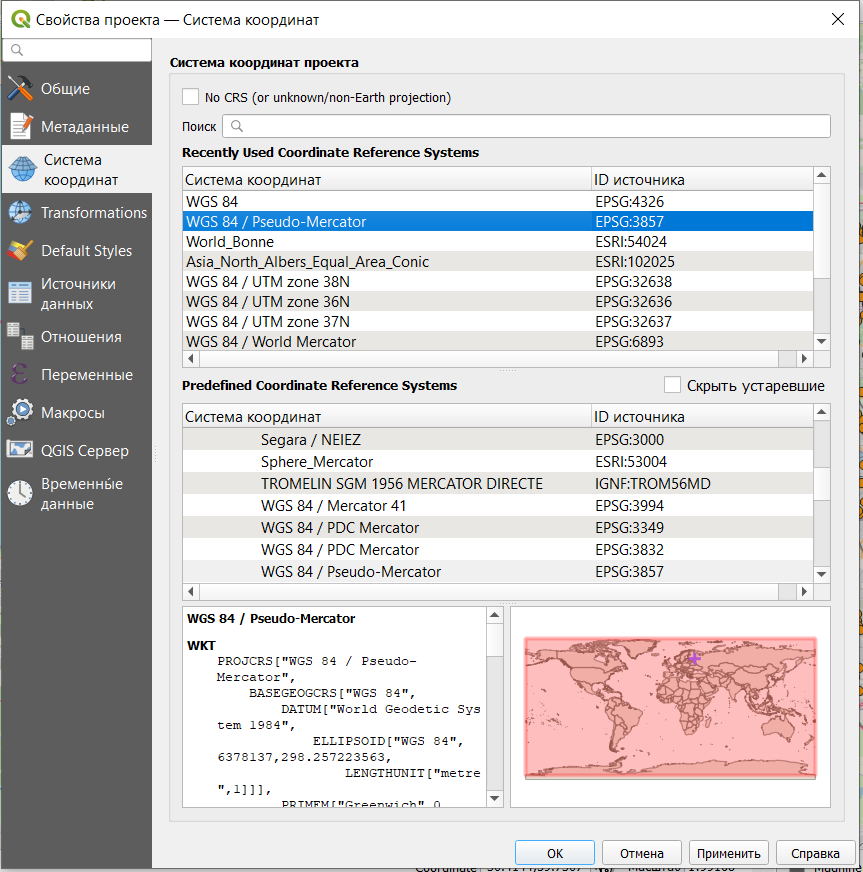 Свойства проекта — Система координат
Общие
Метаданные
Система
координат
Transformations
Default Styles
Источники
данных
Отношения
Переменные
Макросы
QGIS Сервер
Временны́е
данные
Система координат проекта
No CRS (or unknown/non-Earth projection)
Поиск
Recently Used Coordinate Reference Systems
Система координат ID источника
WGS 84 EPSG:4326
WGS 84 / Pseudo-Mercator EPSG:3857
World_Bonne ESRI:54024
Asia_North_Albers_Equal_Area_Conic ESRI:102025
WGS 84 / UTM zone 38N EPSG:32638
WGS 84 / UTM zone 36N EPSG:32636
WGS 84 / UTM zone 37N EPSG:32637
WGS 84 / World Mercator EPSG:6893
Predefined Coordinate Reference Systems Скрыть устаревшие
Система координат ID источника
Segara / NEIEZ EPSG:3000
Sphere_Mercator ESRI:53004
TROMELIN SGM 1956 MERCATOR DIRECTE IGNF:TROM56MD
WGS 84 / Mercator 41 EPSG:3994
WGS 84 / PDC Mercator EPSG:3349
WGS 84 / PDC Mercator EPSG:3832
WGS 84 / Pseudo-Mercator EPSG:3857
WGS 84 / Pseudo-Mercator
WKT
PROJCRS["WGS 84 / Pseudo-
Mercator",
BASEGEOGCRS["WGS 84",
DATUM["World Geodetic Sys
tem 1984",
ELLIPSOID["WGS 84",
6378137,298.257223563,
LENGTHUNIT["metre
",1]]],
PRIMEM["Greenwich",0,
OK Отмена Применить Справка